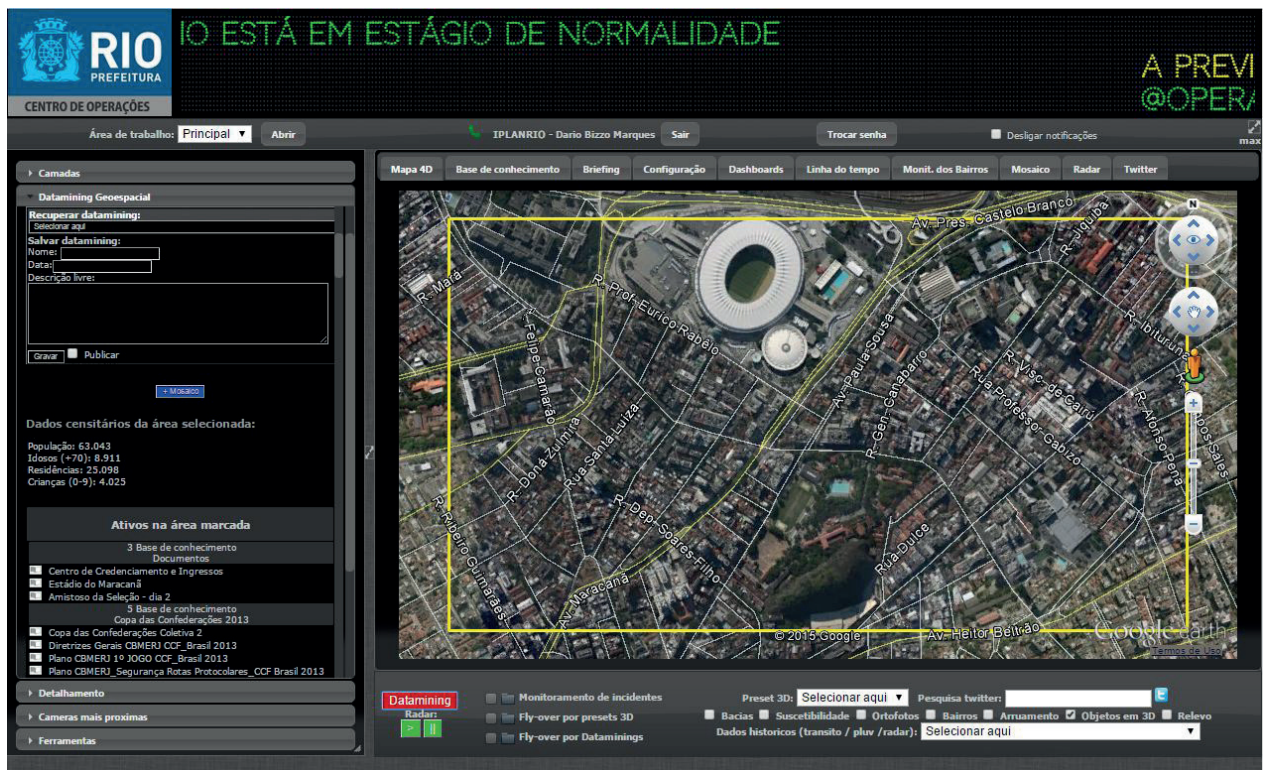 RIO
PREFEITURA
CENTRO DE OPERAÇÕES
IO ESTÁ EM ESTÁGIO DE NORMALIDADE
A PREVI
@OPERA
Área de trabalho: Principal Abrir
IPLANRIO - Dario Bizzo Marques Sair
Trocar senha
Desligar notificações
max
Camadas
Datamining Geoespacial
Recuperar datamining:
Selecionar aqui
Salvar datamining:
Nome:
Data:
Descrição livre:
Gravar Publicar
+ Mosaico
Dados censitários da área selecionada:
População: 63.043
Idosos (+70): 8.911
Residências: 25.098
Crianças (0-9): 4.025
Ativos na área marcada
3 Base de conhecimento
Documentos
Centro de Credenciamento e Ingressos
Estádio do Maracanã
Amistoso da Seleção - dia 2
5 Base de conhecimento
Copa das Confederações 2013
Copa das Confederações Coletiva 2
Diretrizes Gerais CBMERJ CCF_Brasil 2013
Plano CBMERJ 1º JOGO CCF_Brasil 2013
Plano CBMERJ_Segurança Rotas Protocolares_CCF Brasil 2013
Detalhamento
Cameras mais proximas
Ferramentas
Mapa 4D Base de conhecimento Briefing Configuração Dashboards Linha do tempo Monit. dos Bairros Mosaico Radar Twitter
Av. Pres. Castelo Branco
R. Jiquiba
N
R. Mará
R. Prof. Eurico Rabelo
R. Ibituruna
Felipe Camarão
Av. Paula Sousa
R. Gen. Canabarro
R. Visc. de Cairú
Rua Professor Gabizo
R. Afonso Pena
R. Dona Zulmira
Rua Santa Luiza
R. Dep. Soares Filho
R. Ribeiro Guimarães
Rua Dulce
Av. Maracanã
Av. Heitor Beltrão
© 2015 Google
Google earth
Termos de Uso
Datamining
Radar:
> ||
Monitoramento de incidentes
Fly-over por presets 3D
Fly-over por Dataminings
Preset 3D: Selecionar aqui Pesquisa twitter:
Bacias Suscetibilidade Ortofotos Bairros Arruamento Objetos em 3D Relevo
Dados historicos (transito / pluv /radar): Selecionar aqui